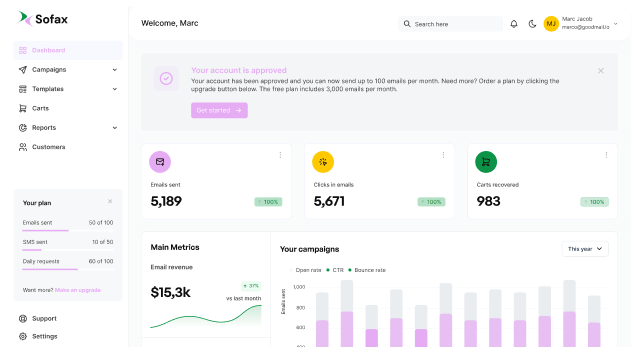 Sofax
Welcome, Marc
Search here
MJ
Marc Jacob
marco@goodmail.io
Dashboard
Campaigns
Templates
Carts
Reports
Customers
Your account is approved
Your account has been approved and you can now send up to 100 emails per month. Need more? Order a plan by clicking the
upgrade button below. The free plan includes 3,000 emails per month.
Get started →
Emails sent
5,189
↑ 100%
Clicks in emails
5,671
↑ 100%
Carts recovered
983
↑ 100%
Your plan
Emails sent 50 of 100
SMS sent 10 of 50
Daily requests 60 of 100
Want more? Make an upgrade
Support
Settings
Main Metrics
Email revenue
$15,3k
↑ 37%
vs last month
Your campaigns
This year
Open rate CTR Bounce rate
Emails sent
1,000
800
600